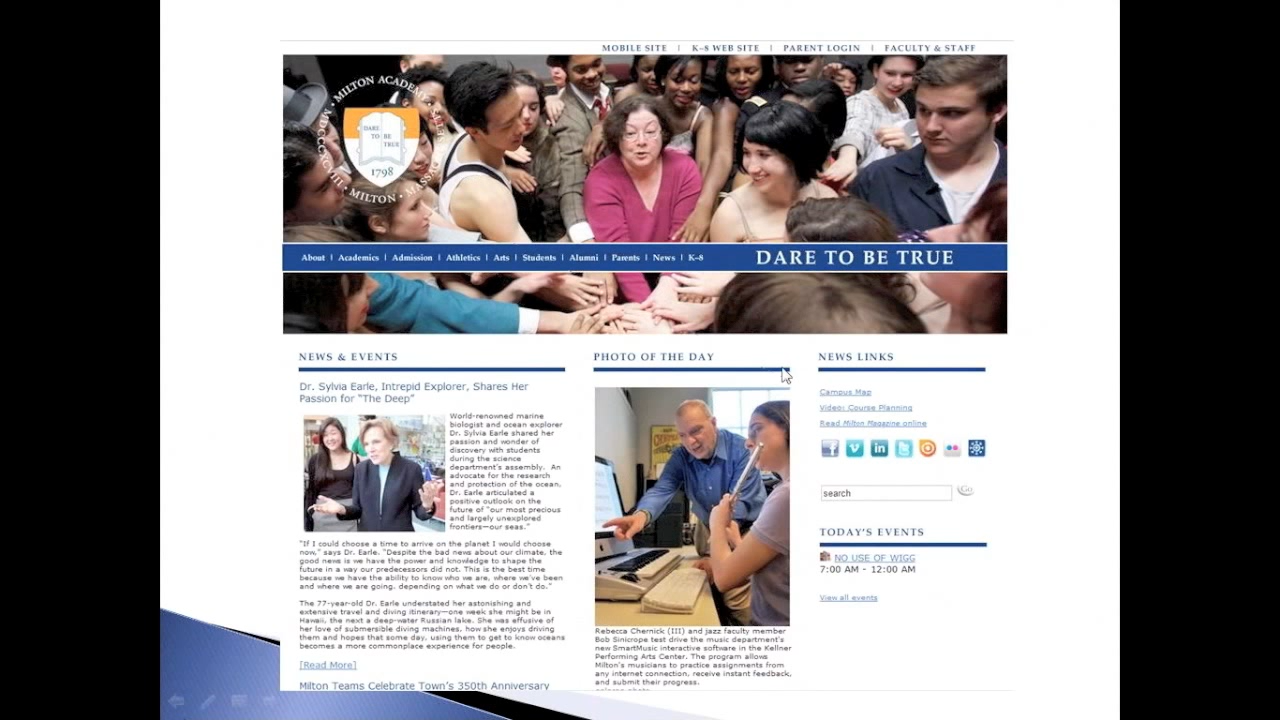 MOBILE SITE | K-8 WEB SITE | PARENT LOGIN | FACULTY & STAFF
MILTON ACADEMY
MILTON
DARE
TO BE
TRUE
1798
About | Academics | Admission | Athletics | Arts | Students | Alumni | Parents | News | K-8
DARE TO BE TRUE
NEWS & EVENTS
Dr. Sylvia Earle, Intrepid Explorer, Shares Her
Passion for “The Deep”
World-renowned marine
biologist and ocean explorer
Dr. Sylvia Earle shared her
passion and wonder of
discovery with students
during the science
department's assembly. An
advocate for the research
and protection of the ocean,
Dr. Earle articulated a
positive outlook on the
future of “our most precious
and largely unexplored
frontiers—our seas.”
“If I could choose a time to arrive on the planet I would choose
now,” says Dr. Earle. “Despite the bad news about our climate, the
good news is we have the power and knowledge to shape the
future in a way our predecessors did not. This is the best time
because we have the ability to know who we are, where we've been
and where we are going, depending on what we do or don't do.”
The 77-year-old Dr. Earle understated her astonishing and
extensive travel and diving itinerary—one week she might be in
Hawaii, the next a deep-water Russian lake. She was effusive of
her love of submersible diving machines, how she enjoys driving
them and hopes that some day, using them to get to know oceans
becomes a more commonplace experience for people.
[Read More]
Milton Teams Celebrate Town's 350th Anniversary
PHOTO OF THE DAY
Rebecca Chernick (III) and jazz faculty member
Bob Sinicrope test drive the music department's
new SmartMusic interactive software in the Kellner
Performing Arts Center. The program allows
Milton's musicians to practice assignments from
any internet connection, receive instant feedback,
and submit their progress.
NEWS LINKS
Campus Map
Video: Course Planning
Read Milton Magazine online
search
Go
TODAY'S EVENTS
NO USE OF WIGG
7:00 AM - 12:00 AM
View all events